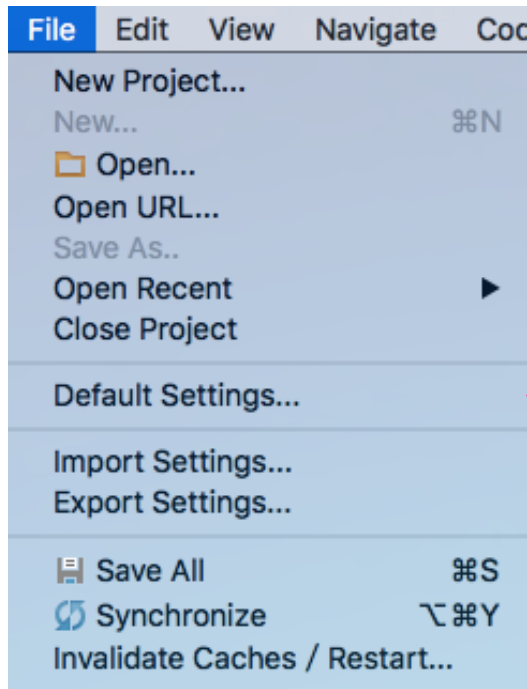 File Edit View Navigate Cod
New Project...
New... ⌘N
Open...
Open URL...
Save As..
Open Recent ▶
Close Project
Default Settings...
Import Settings...
Export Settings...
Save All ⌘S
Synchronize ⌥⌘Y
Invalidate Caches / Restart...